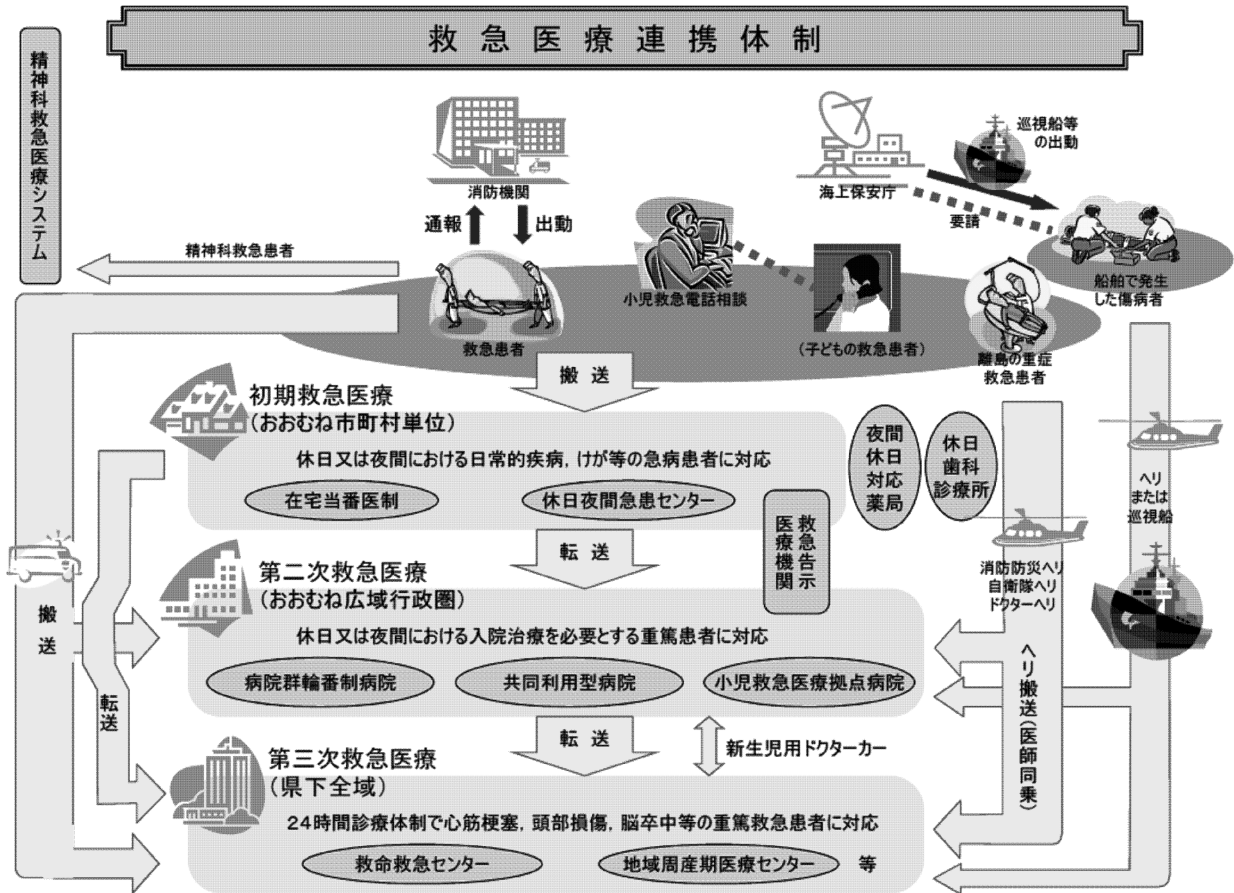 救急医療連携体制
精神科救急医療システム
消防機関
通報
出動
海上保安庁
巡視船等
の出動
要請
精神科救急患者
救急患者
小児救急電話相談
(子どもの救急患者)
離島の重症
救急患者
船舶で発生
した傷病者
搬送
初期救急医療
(おおむね市町村単位)
休日又は夜間における日常的疾病,けが等の急病患者に対応
在宅当番医制
休日夜間急患センター
夜間
休日
対応
薬局
休日
歯科
診療所
救急告示
医療機関
転送
第二次救急医療
(おおむね広域行政圏)
休日又は夜間における入院治療を必要とする重篤患者に対応
病院群輪番制病院
共同利用型病院
小児救急医療拠点病院
消防防災ヘリ
自衛隊ヘリ
ドクターヘリ
ヘリ
または
巡視船
搬送
転送
ヘリ搬送(医師同乗)
転送
新生児用ドクターカー
第三次救急医療
(県下全域)
24時間診療体制で心筋梗塞,頭部損傷,脳卒中等の重篤救急患者に対応
救命救急センター
地域周産期医療センター
等